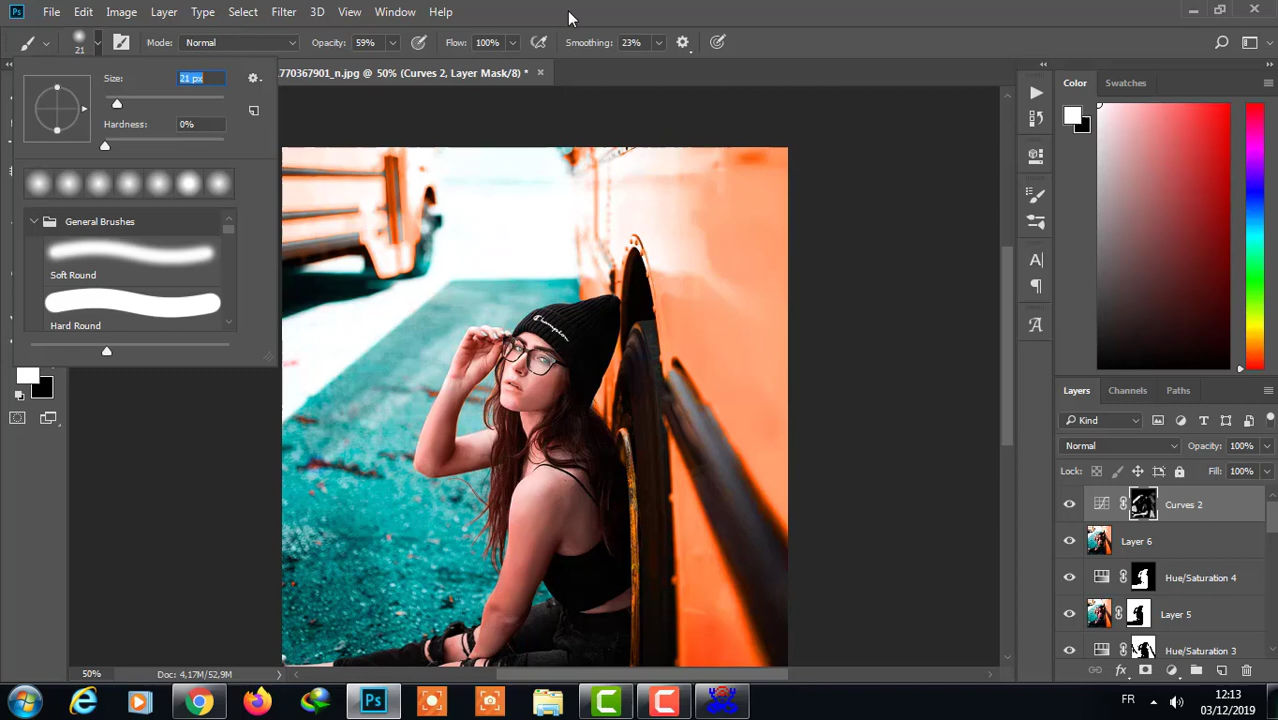 Ps File Edit Image Layer Type Select Filter 3D View Window Help
21 Mode: Normal Opacity: 59% Flow: 100% Smoothing: 23%
770367901_n.jpg @ 50% (Curves 2, Layer Mask/8) *
Size: 21 px
Hardness: 0%
General Brushes
Soft Round
Hard Round
Champion
Color Swatches
Layers Channels Paths
Kind
Normal Opacity: 100%
Lock: Fill: 100%
Curves 2
Layer 6
Hue/Saturation 4
Layer 5
Hue/Saturation 3
50% Doc: 4,17M/52,9M
Ps FR 12:13
03/12/2019